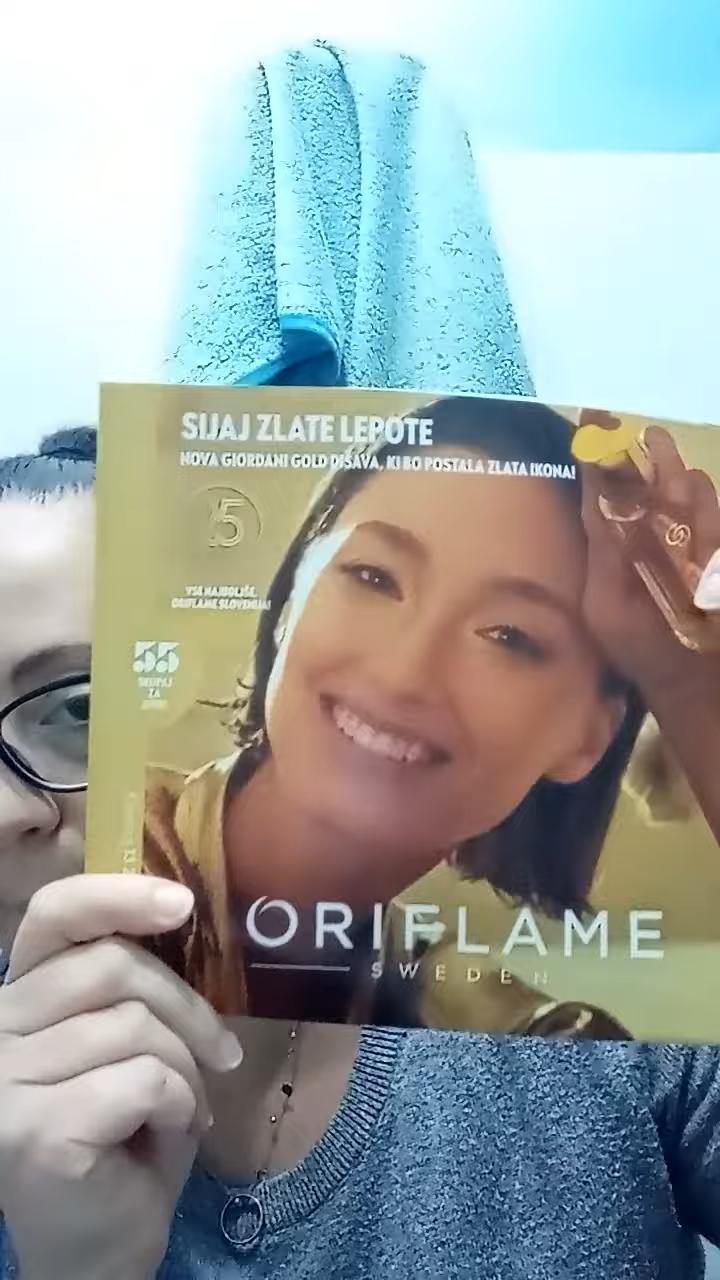 SIJAJ ZLATE LEPOTE
NOVA GIORDANI GOLD DIŠAVA, KI BO POSTALA ZLATA IKONA!
VSE NAJBOLJŠE,
ORIFLAME SLOVENIJA!
55
SKUPAJ
ZA
ORIFLAME
SWEDEN